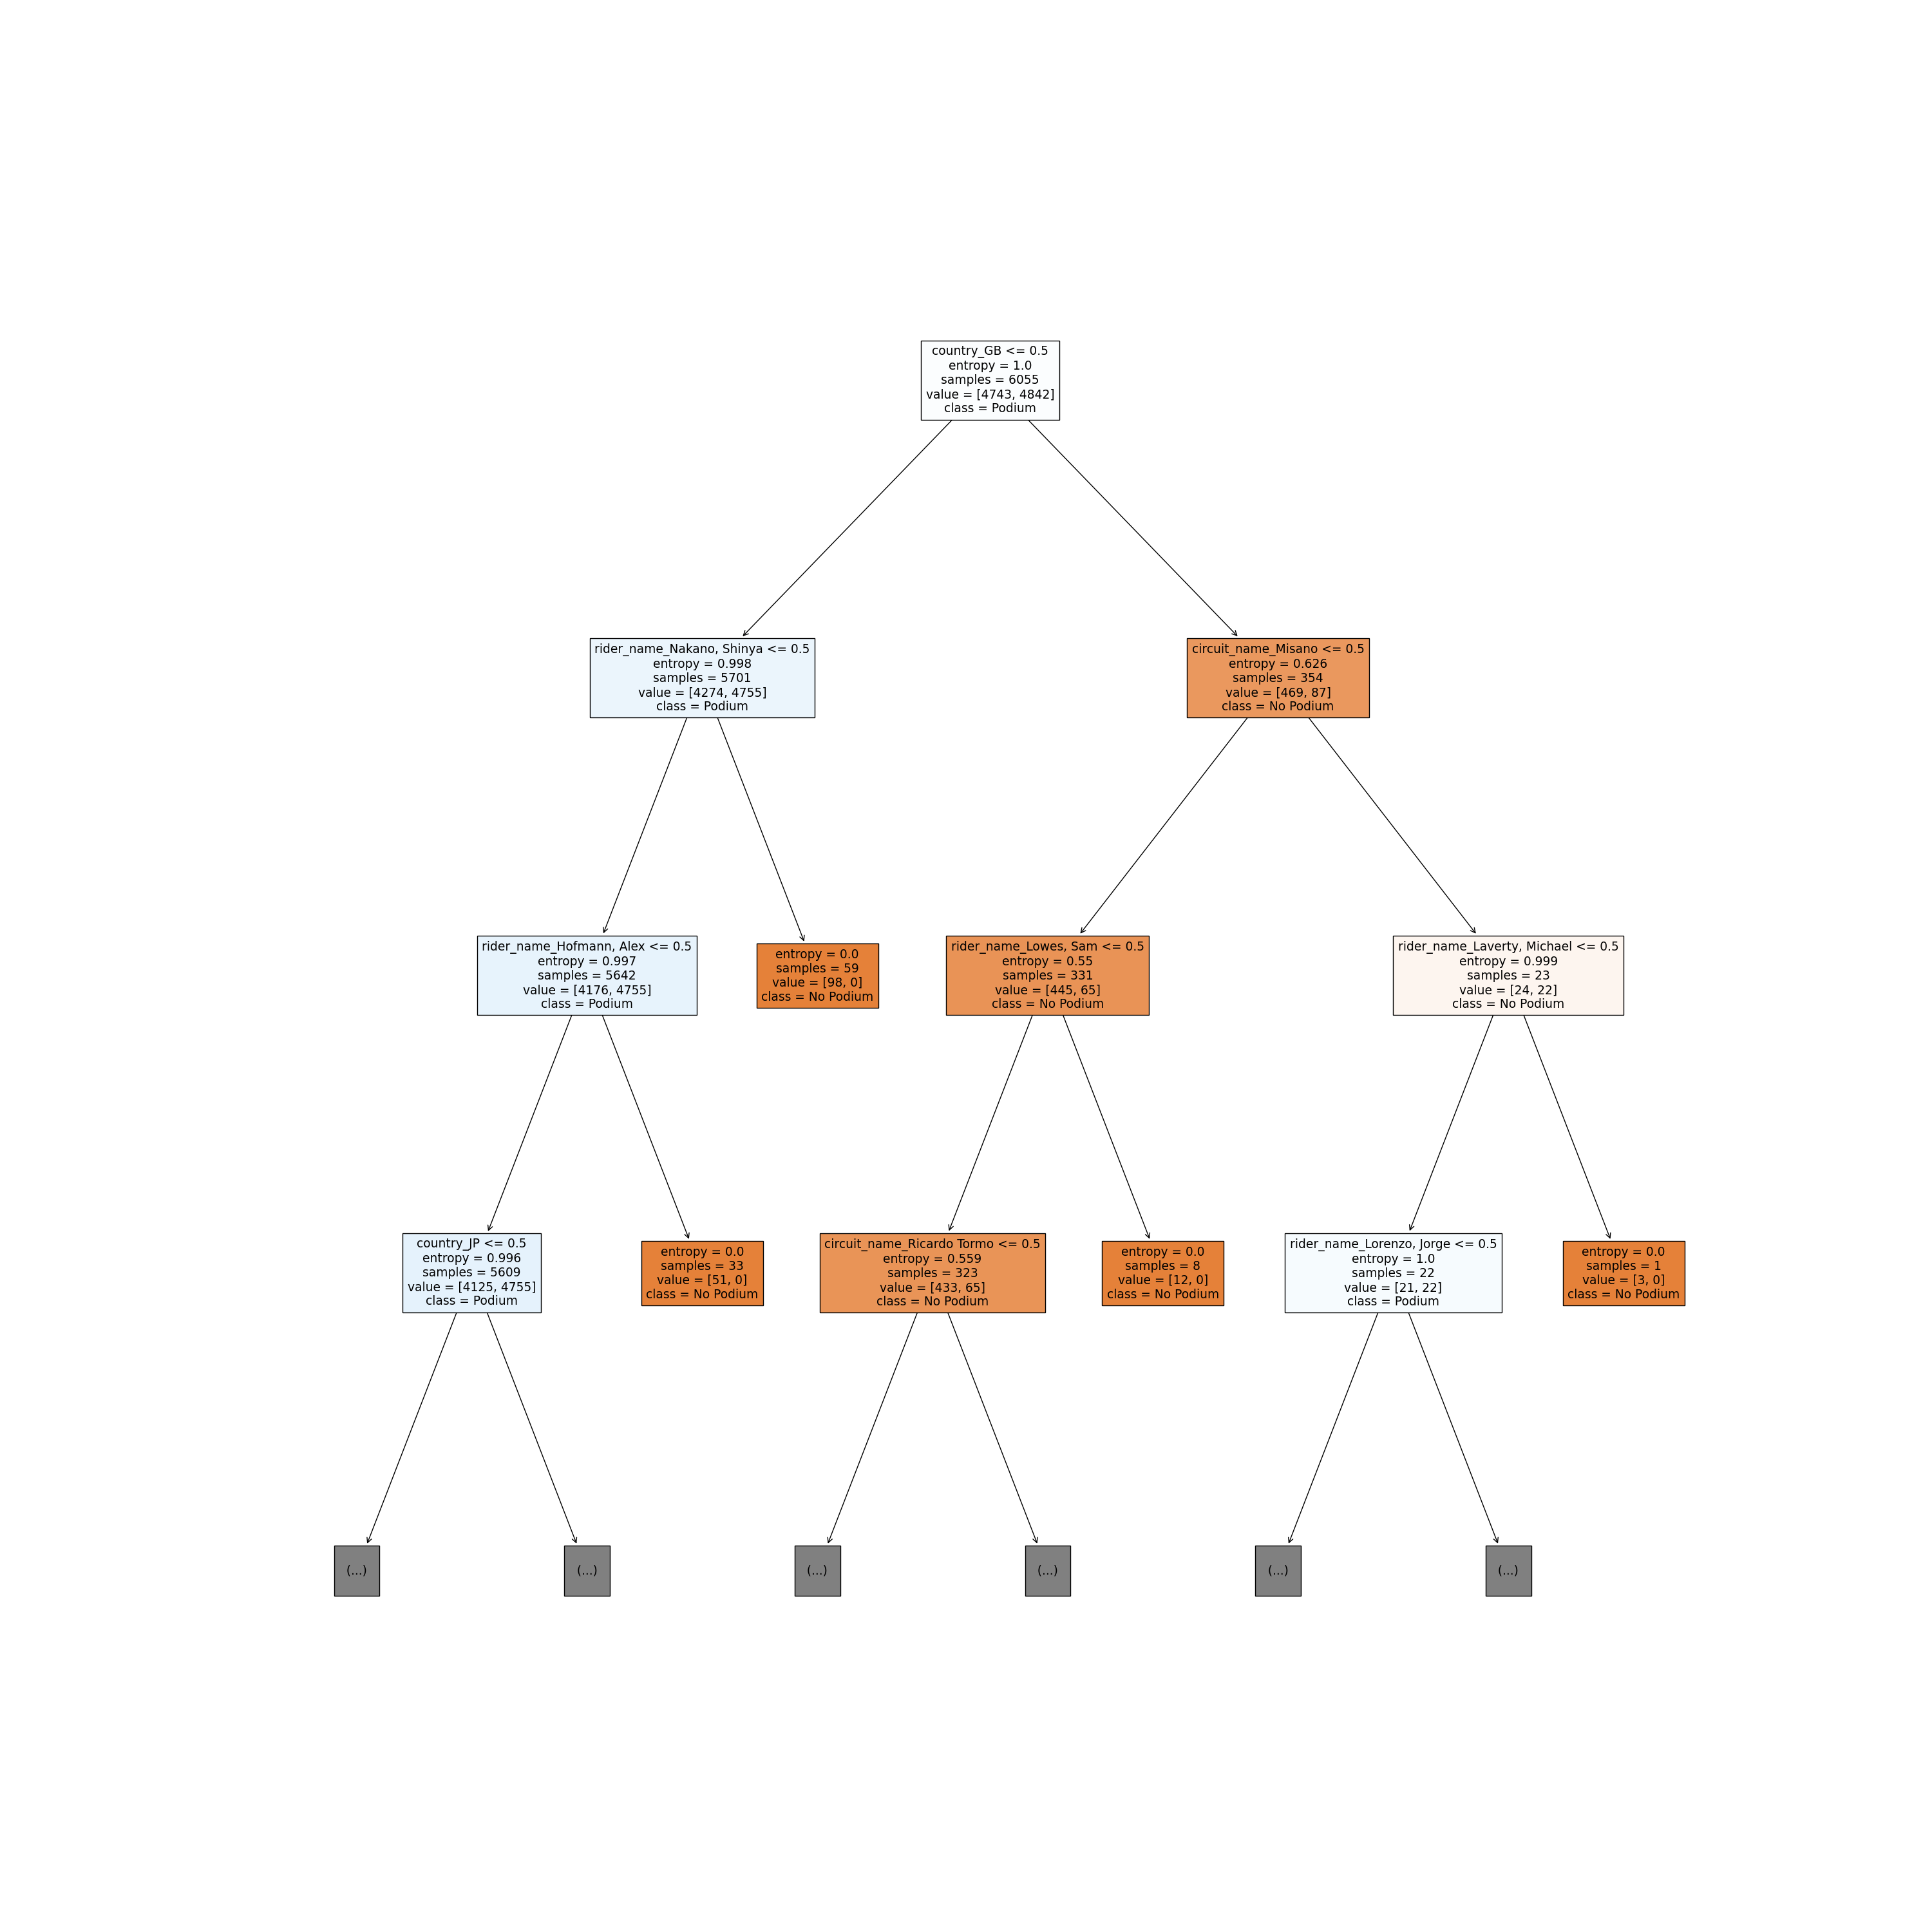 country_GB <= 0.5
entropy = 1.0
samples = 6055
value = [4743, 4842]
class = Podium
rider_name_Nakano, Shinya <= 0.5
entropy = 0.998
samples = 5701
value = [4274, 4755]
class = Podium
circuit_name_Misano <= 0.5
entropy = 0.626
samples = 354
value = [469, 87]
class = No Podium
rider_name_Hofmann, Alex <= 0.5
entropy = 0.997
samples = 5642
value = [4176, 4755]
class = Podium
entropy = 0.0
samples = 59
value = [98, 0]
class = No Podium
rider_name_Lowes, Sam <= 0.5
entropy = 0.55
samples = 331
value = [445, 65]
class = No Podium
rider_name_Laverty, Michael <= 0.5
entropy = 0.999
samples = 23
value = [24, 22]
class = No Podium
country_JP <= 0.5
entropy = 0.996
samples = 5609
value = [4125, 4755]
class = Podium
entropy = 0.0
samples = 33
value = [51, 0]
class = No Podium
circuit_name_Ricardo Tormo <= 0.5
entropy = 0.559
samples = 323
value = [433, 65]
class = No Podium
entropy = 0.0
samples = 8
value = [12, 0]
class = No Podium
rider_name_Lorenzo, Jorge <= 0.5
entropy = 1.0
samples = 22
value = [21, 22]
class = Podium
entropy = 0.0
samples = 1
value = [3, 0]
class = No Podium
(...)
(...)
(...)
(...)
(...)
(...)